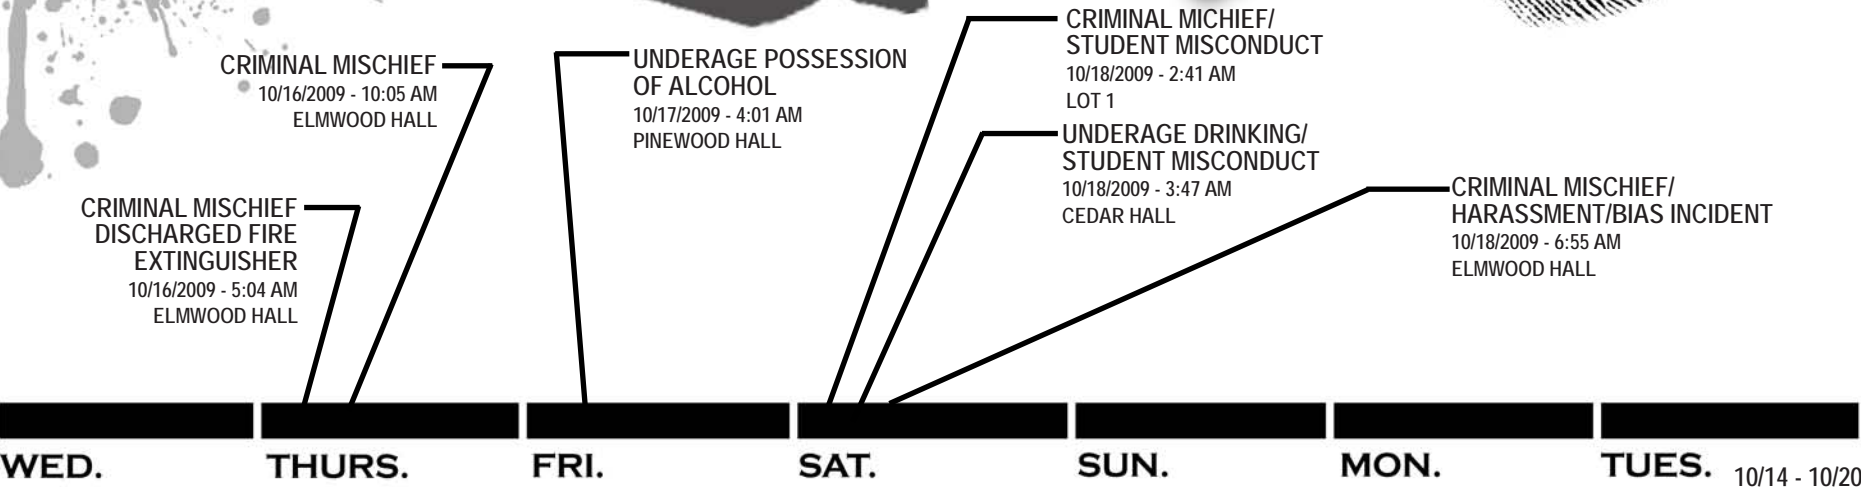 CRIMINAL MISCHIEF
10/16/2009 - 10:05 AM
ELMWOOD HALL
CRIMINAL MISCHIEF
DISCHARGED FIRE
EXTINGUISHER
10/16/2009 - 5:04 AM
ELMWOOD HALL
UNDERAGE POSSESSION
OF ALCOHOL
10/17/2009 - 4:01 AM
PINEWOOD HALL
CRIMINAL MICHIEF/
STUDENT MISCONDUCT
10/18/2009 - 2:41 AM
LOT 1
UNDERAGE DRINKING/
STUDENT MISCONDUCT
10/18/2009 - 3:47 AM
CEDAR HALL
CRIMINAL MISCHIEF/
HARASSMENT/BIAS INCIDENT
10/18/2009 - 6:55 AM
ELMWOOD HALL
WED. THURS. FRI. SAT. SUN. MON. TUES. 10/14 - 10/20